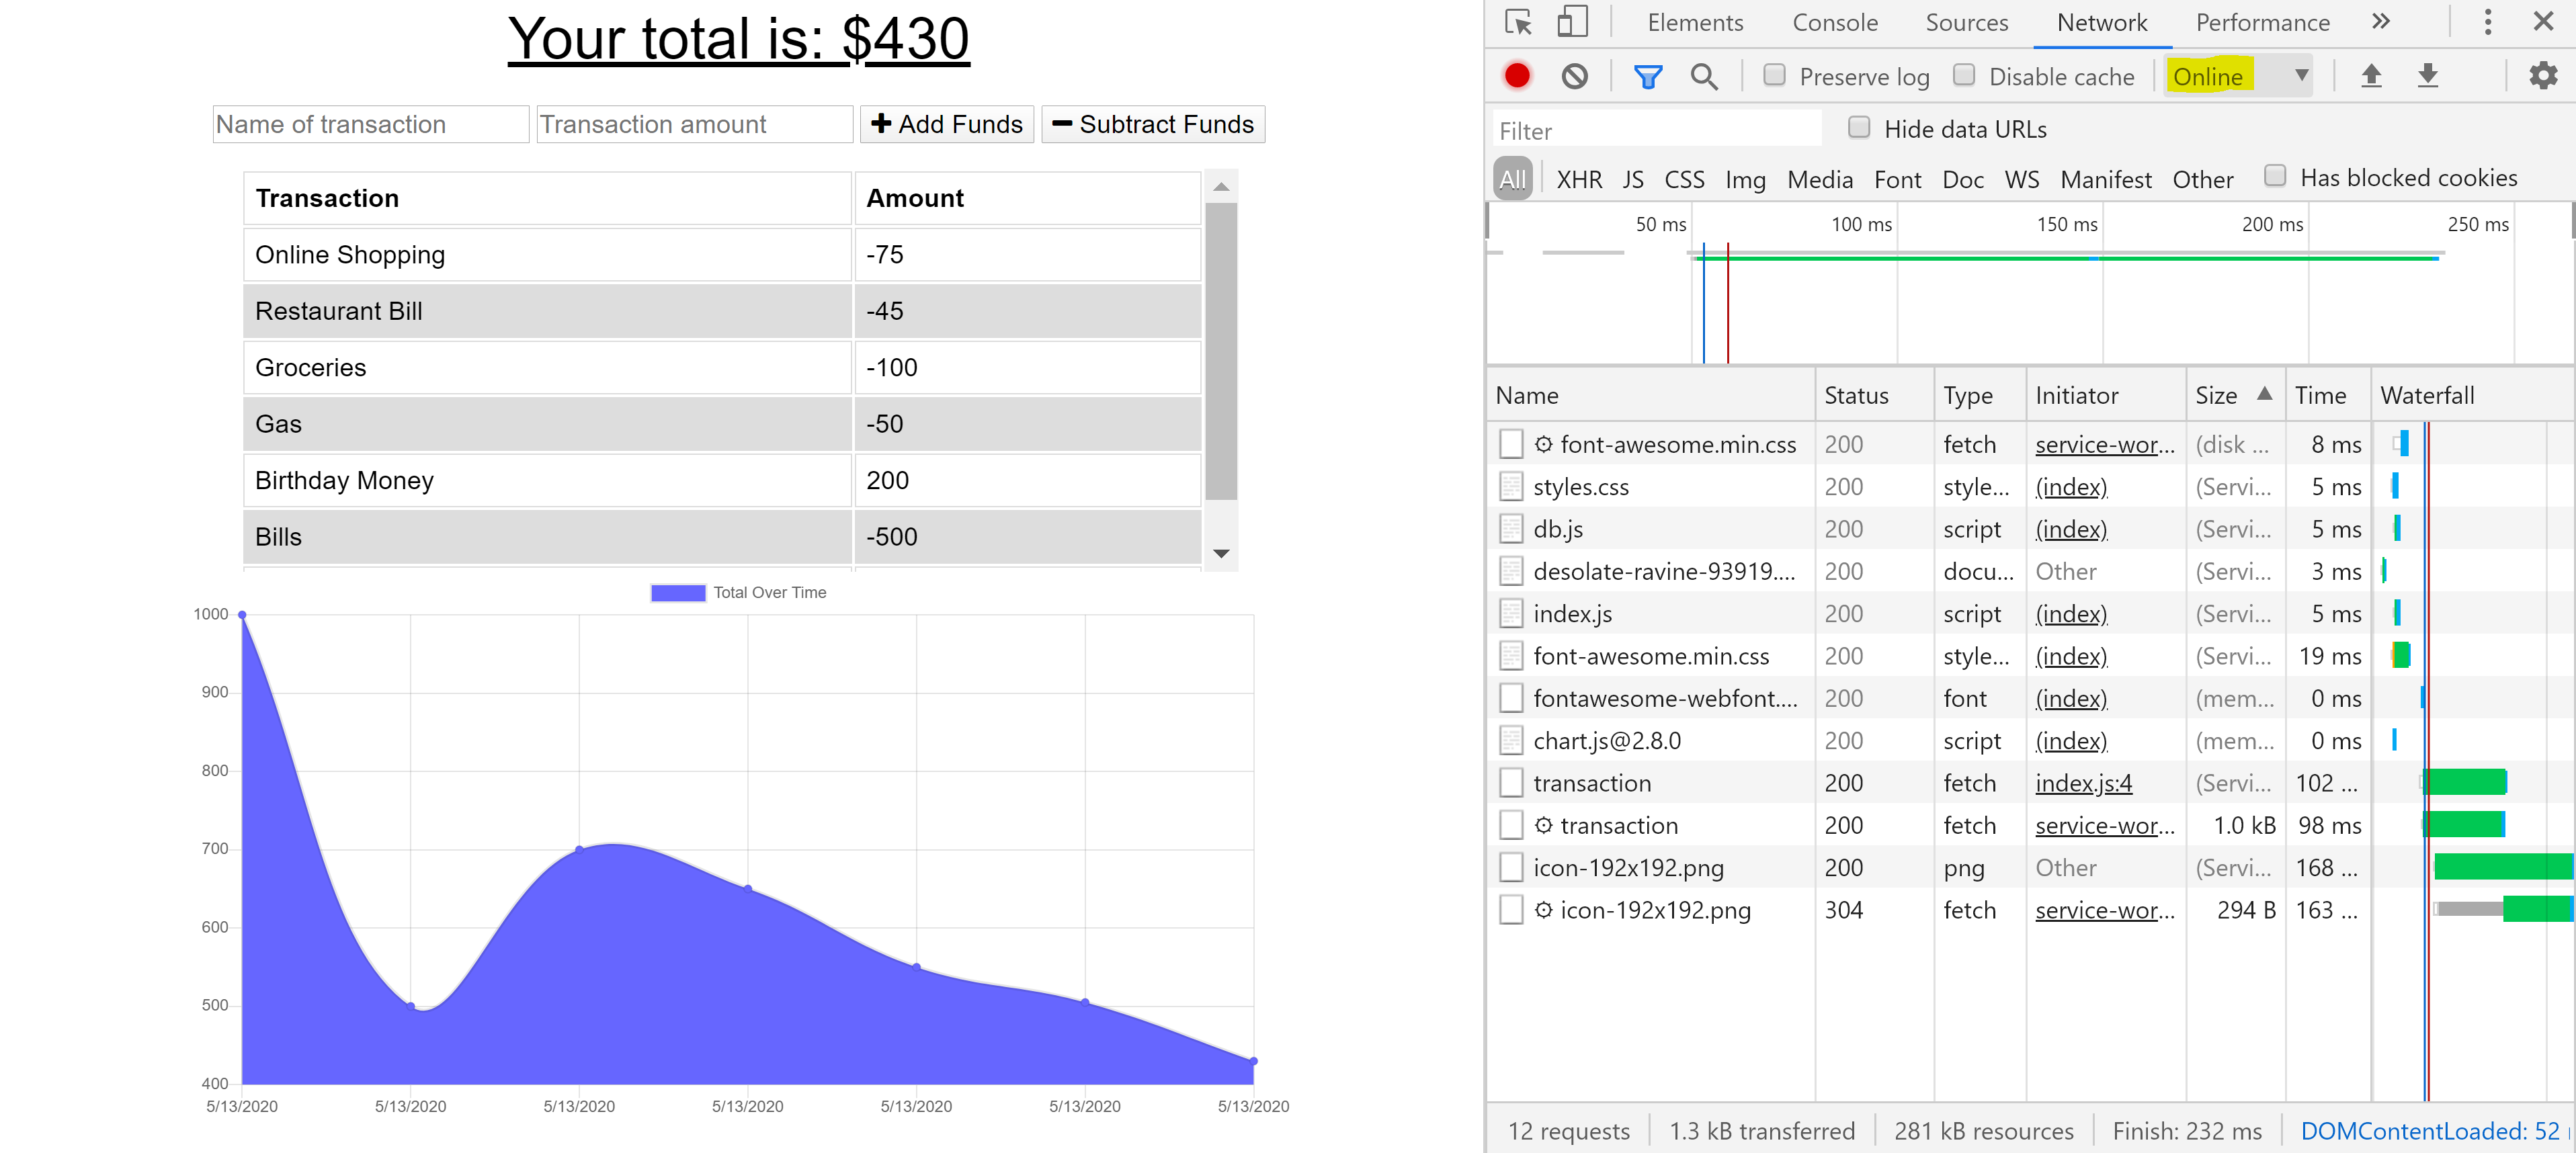 Your total is: $430
Name of transaction Transaction amount Add Funds Subtract Funds
Transaction Amount
Online Shopping -75
Restaurant Bill -45
Groceries -100
Gas -50
Birthday Money 200
Bills -500
Total Over Time
1000
900
800
700
600
500
400
5/13/2020 5/13/2020 5/13/2020 5/13/2020 5/13/2020 5/13/2020 5/13/2020
Elements Console Sources Network Performance »
Preserve log Disable cache Online
Filter Hide data URLs
All XHR JS CSS Img Media Font Doc WS Manifest Other Has blocked cookies
50 ms 100 ms 150 ms 200 ms 250 ms
Name Status Type Initiator Size Time Waterfall
font-awesome.min.css 200 fetch service-wor... (disk ... 8 ms
styles.css 200 style... (index) (Servi... 5 ms
db.js 200 script (index) (Servi... 5 ms
desolate-ravine-93919.... 200 docu... Other (Servi... 3 ms
index.js 200 script (index) (Servi... 5 ms
font-awesome.min.css 200 style... (index) (Servi... 19 ms
fontawesome-webfont.... 200 font (index) (mem... 0 ms
chart.js@2.8.0 200 script (index) (mem... 0 ms
transaction 200 fetch index.js:4 (Servi... 102 ...
transaction 200 fetch service-wor... 1.0 kB 98 ms
icon-192x192.png 200 png Other (Servi... 168 ...
icon-192x192.png 304 fetch service-wor... 294 B 163 ...
12 requests 1.3 kB transferred 281 kB resources Finish: 232 ms DOMContentLoaded: 52